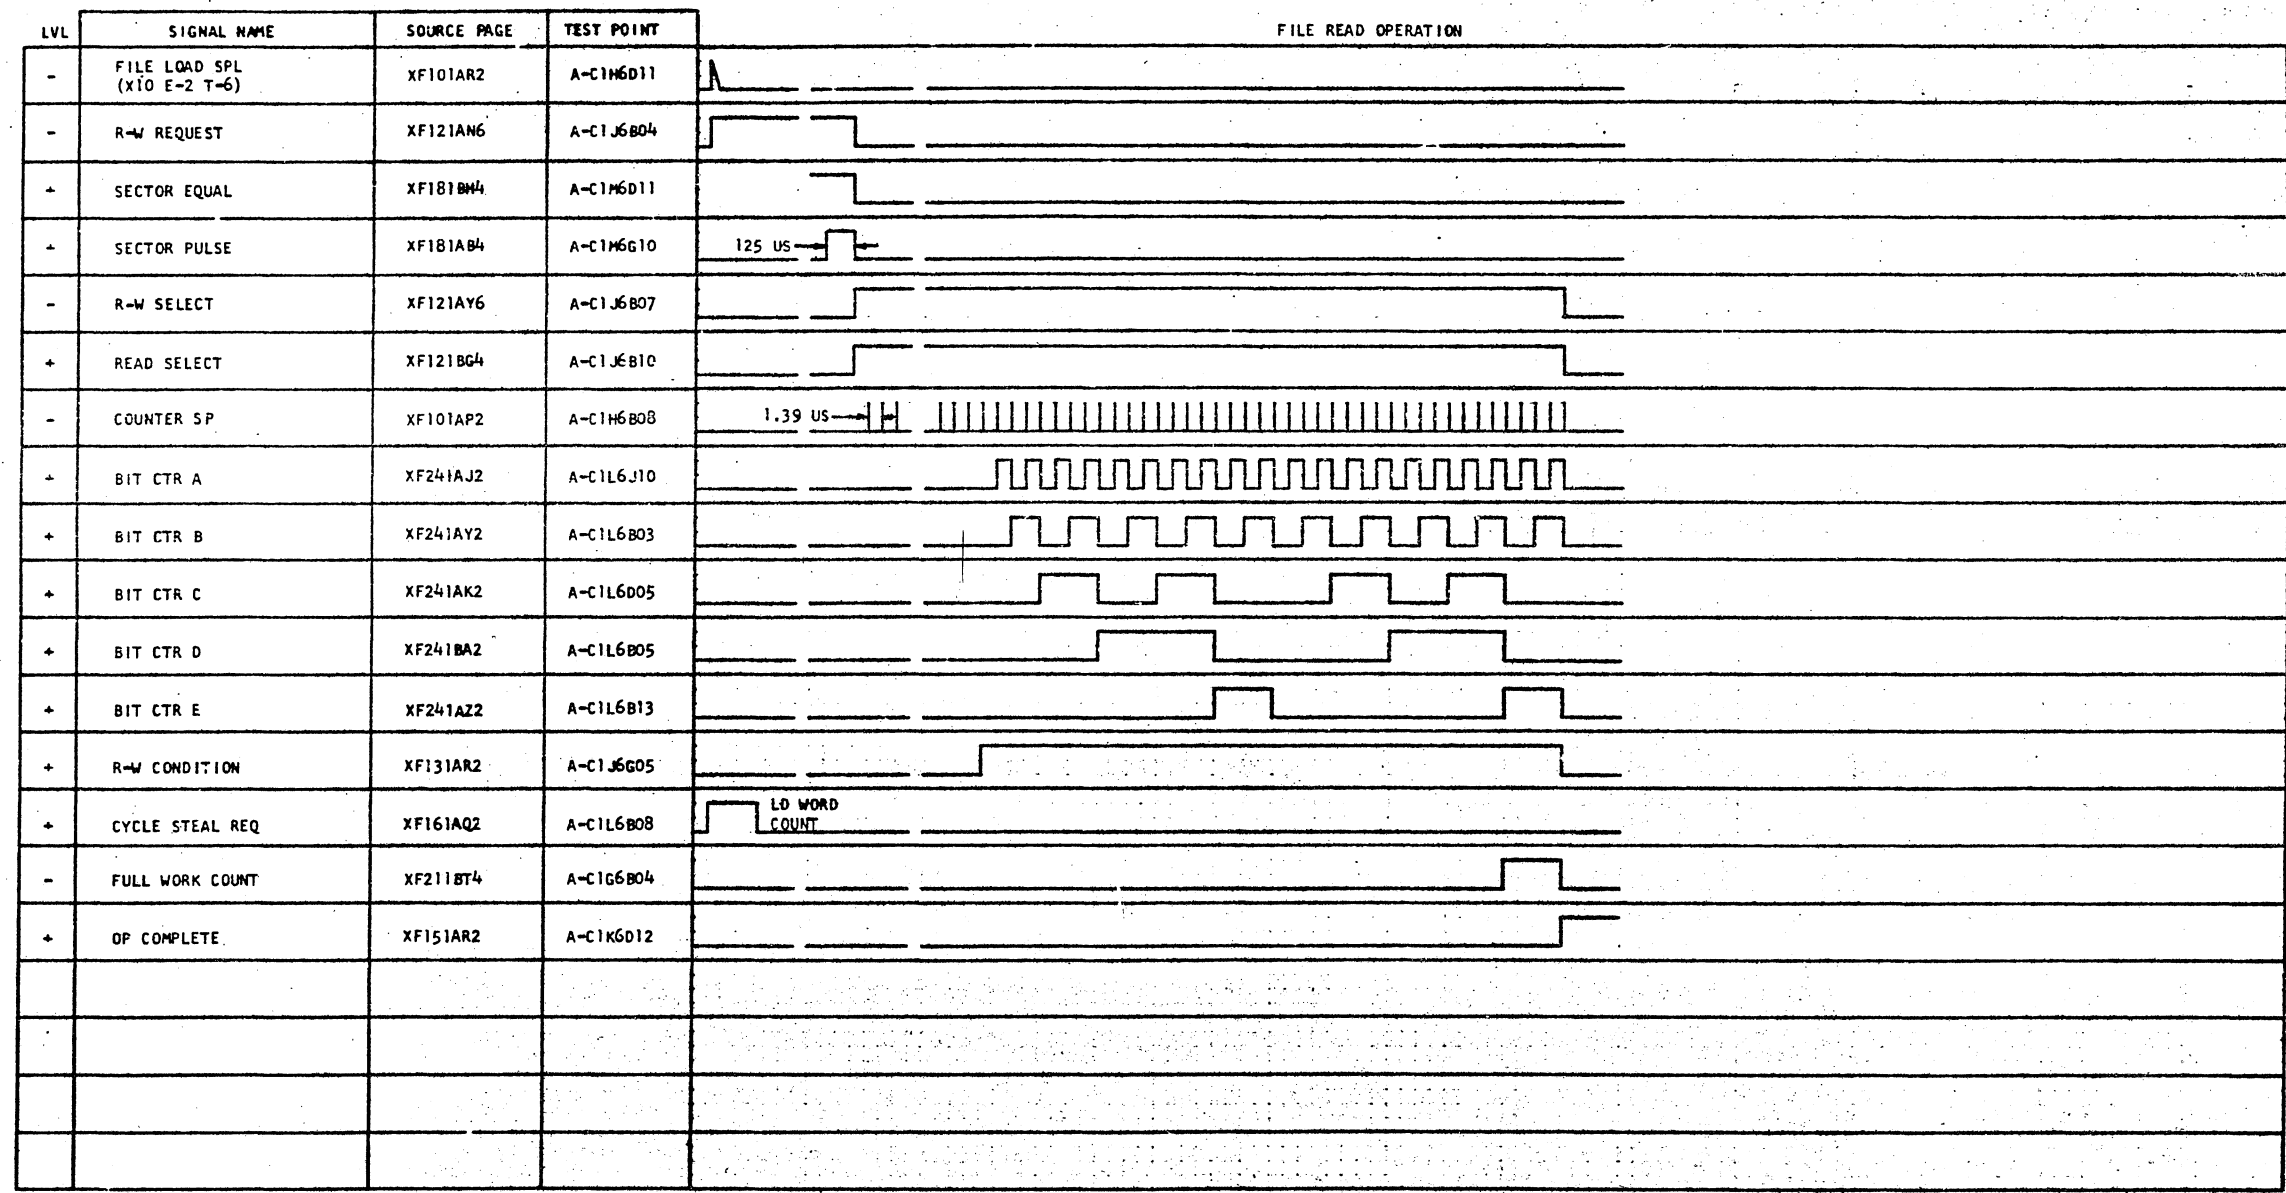 LVL SIGNAL NAME SOURCE PAGE TEST POINT FILE READ OPERATION
- FILE LOAD SPL XF101AR2 A-C1H6D11
(X10 E-2 T-6)
- R-W REQUEST XF121AN6 A-C1J6B04
+ SECTOR EQUAL XF181BH4 A-C1M6D11
+ SECTOR PULSE XF181AB4 A-C1M6G10 125 US
- R-W SELECT XF121AY6 A-C1J6B07
+ READ SELECT XF121BG4 A-C1J6B10
- COUNTER SP XF101AP2 A-C1H6B08 1.39 US
+ BIT CTR A XF241AJ2 A-C1L6J10
+ BIT CTR B XF241AY2 A-C1L6B03
+ BIT CTR C XF241AK2 A-C1L6D05
+ BIT CTR D XF241BA2 A-C1L6B05
+ BIT CTR E XF241AZ2 A-C1L6B13
+ R-W CONDITION XF131AR2 A-C1J6G05
+ CYCLE STEAL REQ XF161AQ2 A-C1L6B08 LD WORD
COUNT
- FULL WORK COUNT XF211BT4 A-C1G6B04
+ OP COMPLETE XF151AR2 A-C1K6D12